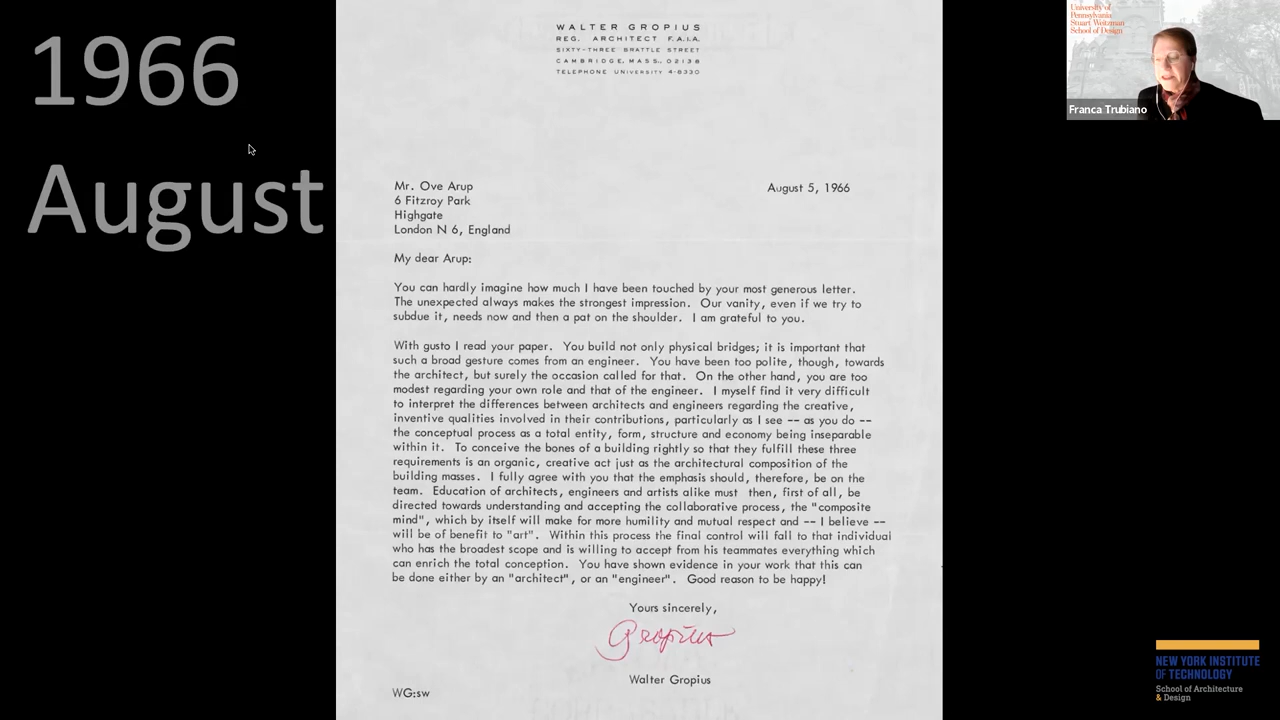 1966
August
WALTER GROPIUS
REG. ARCHITECT F.A.I.A.
SIXTY-THREE BRATTLE STREET
CAMBRIDGE, MASS., 02138
TELEPHONE UNIVERSITY 4-8330
Mr. Ove Arup
August 5, 1966
6 Fitzroy Park
Highgate
London N 6, England
My dear Arup:
You can hardly imagine how much I have been touched by your most generous letter.
The unexpected always makes the strongest impression. Our vanity, even if we try to
subdue it, needs now and then a pat on the shoulder. I am grateful to you.
With gusto I read your paper. You build not only physical bridges; it is important that
such a broad gesture comes from an engineer. You have been too polite, though, towards
the architect, but surely the occasion called for that. On the other hand, you are too
modest regarding your own role and that of the engineer. I myself find it very difficult
to interpret the differences between architects and engineers regarding the creative,
inventive qualities involved in their contributions, particularly as I see -- as you do --
the conceptual process as a total entity, form, structure and economy being inseparable
within it. To conceive the bones of a building rightly so that they fulfill these three
requirements is an organic, creative act just as the architectural composition of the
building masses. I fully agree with you that the emphasis should, therefore, be on the
team. Education of architects, engineers and artists alike must then, first of all, be
directed towards understanding and accepting the collaborative process, the "composite
mind", which by itself will make for more humility and mutual respect and -- I believe --
will be of benefit to "art". Within this process the final control will fall to that individual
who has the broadest scope and is willing to accept from his teammates everything which
can enrich the total conception. You have shown evidence in your work that this can
be done either by an "architect", or an "engineer". Good reason to be happy!
Yours sincerely,
Gropius
Walter Gropius
WG:sw
University of
Pennsylvania
Stuart Weitzman
School of Design
Franca Trubiano
NEW YORK INSTITUTE
OF TECHNOLOGY
School of Architecture
& Design